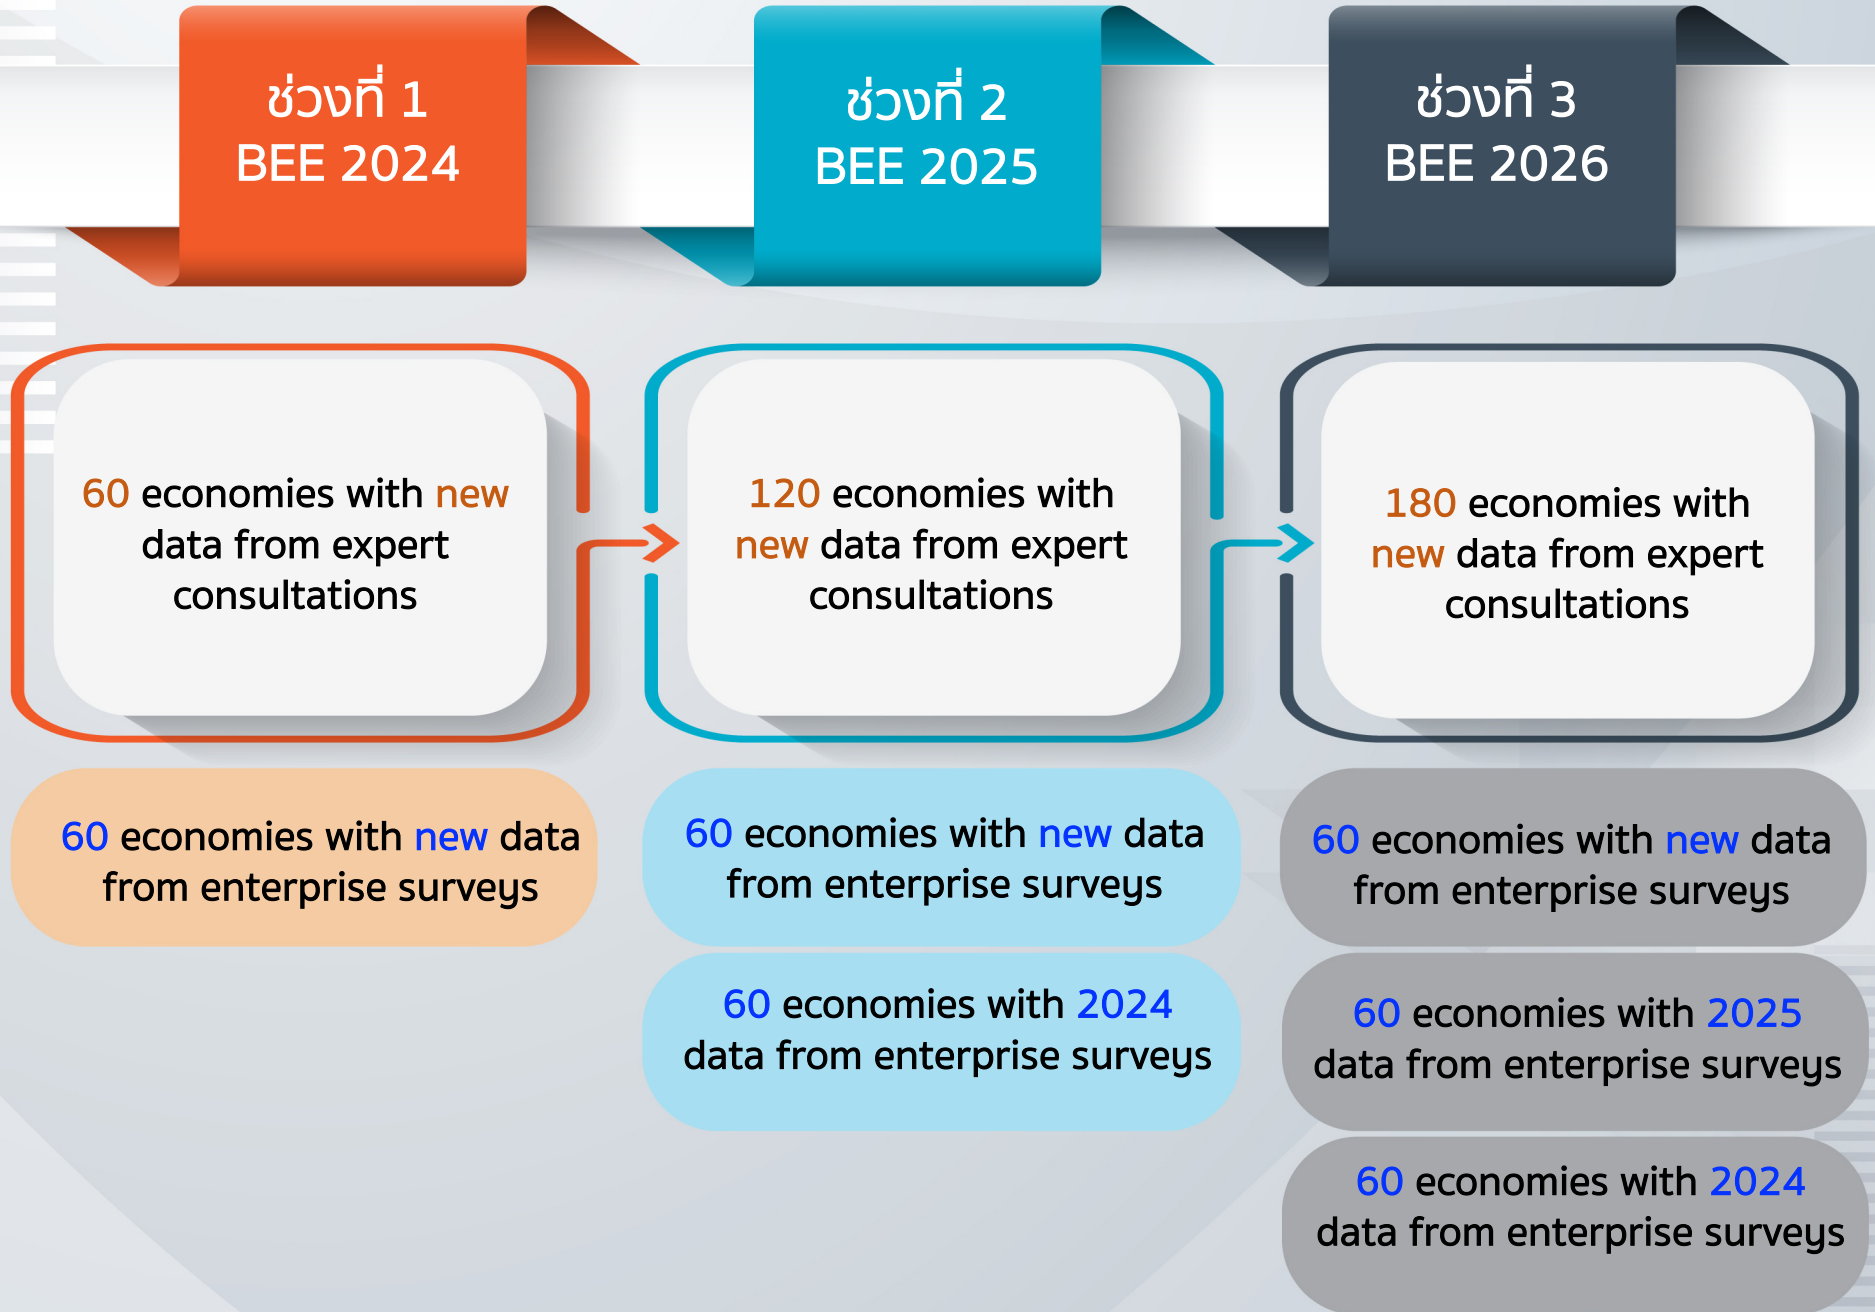 ช่วงที่ 1
BEE 2024
ช่วงที่ 2
BEE 2025
ช่วงที่ 3
BEE 2026
60 economies with new
data from expert
consultations
120 economies with
new data from expert
consultations
180 economies with
new data from expert
consultations
60 economies with new data
from enterprise surveys
60 economies with new data
from enterprise surveys
60 economies with new data
from enterprise surveys
60 economies with 2024
data from enterprise surveys
60 economies with 2025
data from enterprise surveys
60 economies with 2024
data from enterprise surveys